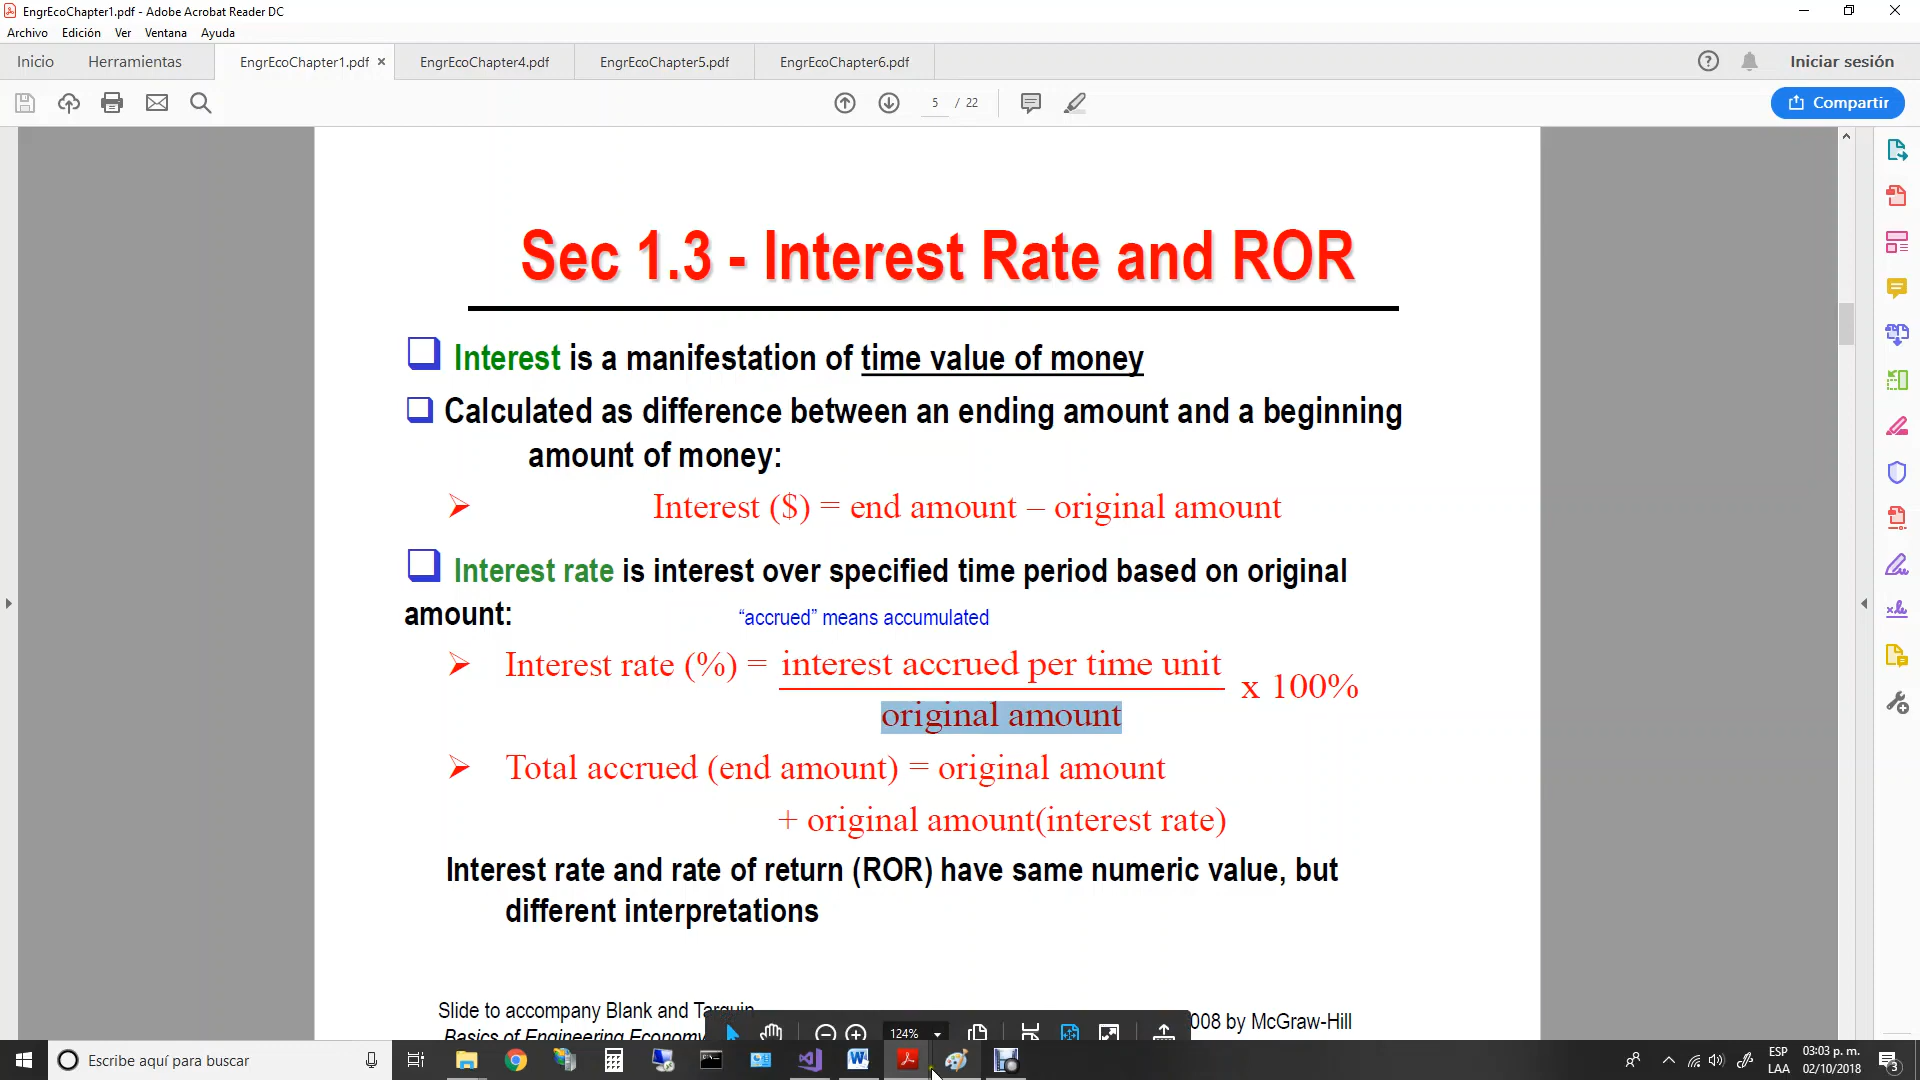 EngrEcoChapter1.pdf - Adobe Acrobat Reader DC
Archivo Edición Ver Ventana Ayuda
Inicio Herramientas EngrEcoChapter1.pdf × EngrEcoChapter4.pdf EngrEcoChapter5.pdf EngrEcoChapter6.pdf Iniciar sesión
5 / 22 Compartir
Sec 1.3 - Interest Rate and ROR
Interest is a manifestation of time value of money
Calculated as difference between an ending amount and a beginning
amount of money:
Interest ($) = end amount – original amount
Interest rate is interest over specified time period based on original
amount:
“accrued” means accumulated
Interest rate (%) = interest accrued per time unit x 100%
original amount
Total accrued (end amount) = original amount
+ original amount(interest rate)
Interest rate and rate of return (ROR) have same numeric value, but
different interpretations
Slide to accompany Blank and Tarquin
Basics of Engineering Economy
008 by McGraw-Hill
124%
Escribe aquí para buscar
ESP 03:03 p. m.
LAA 02/10/2018 3